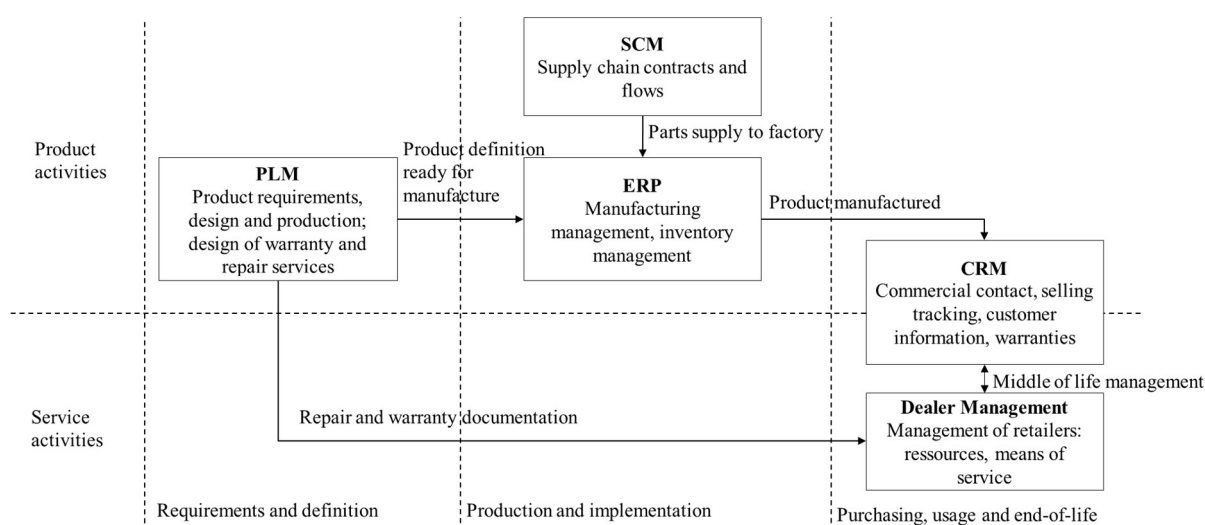 SCM
Supply chain contracts and
flows
Parts supply to factory
Product
activities
PLM
Product requirements,
design and production;
design of warranty and
repair services
Product definition
ready for
manufacture
ERP
Manufacturing
management, inventory
management
Product manufactured
CRM
Commercial contact, selling
tracking, customer
information, warranties
Middle of life management
Service
activities
Repair and warranty documentation
Dealer Management
Management of retailers:
ressources, means of
service
Requirements and definition
Production and implementation
Purchasing, usage and end-of-life